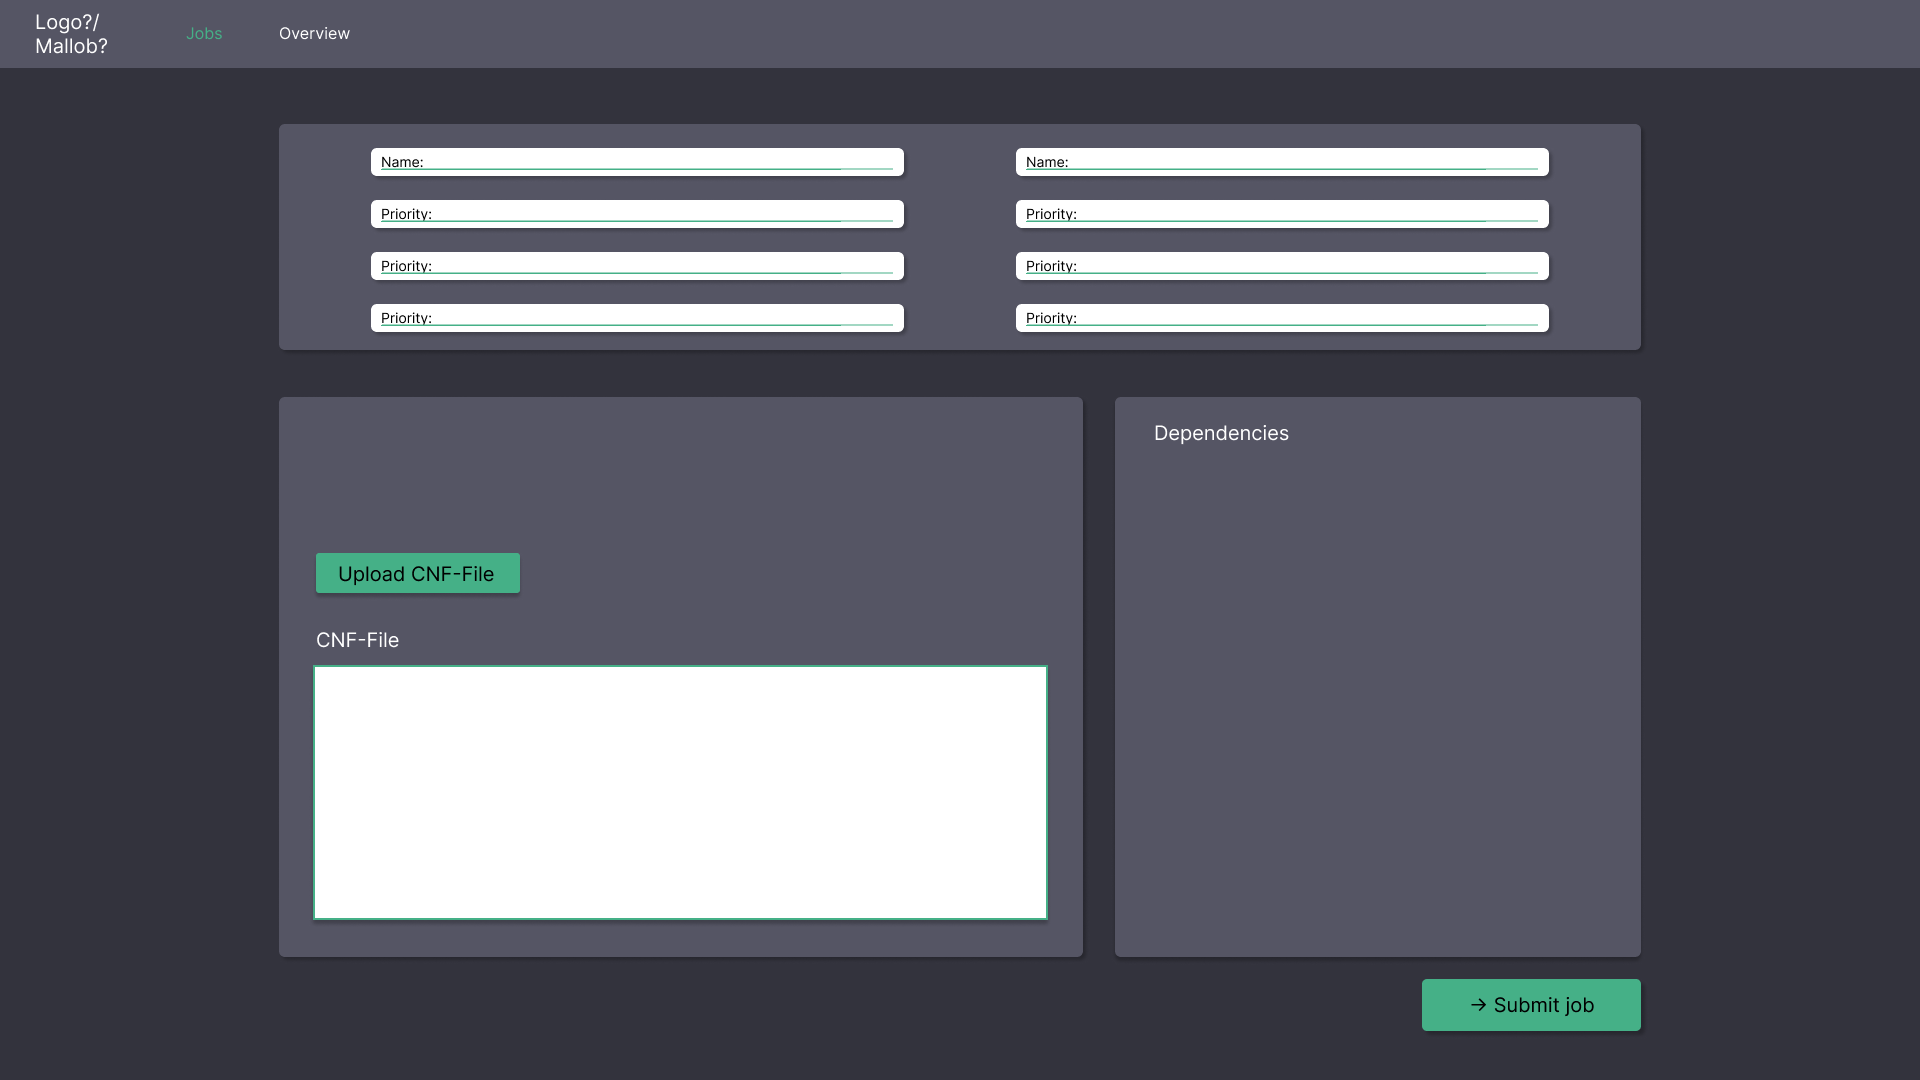 Logo?/
Mallob?
Jobs
Overview
Name:
Name:
Priority:
Priority:
Priority:
Priority:
Priority:
Priority:
Upload CNF-File
CNF-File
Dependencies
→ Submit job